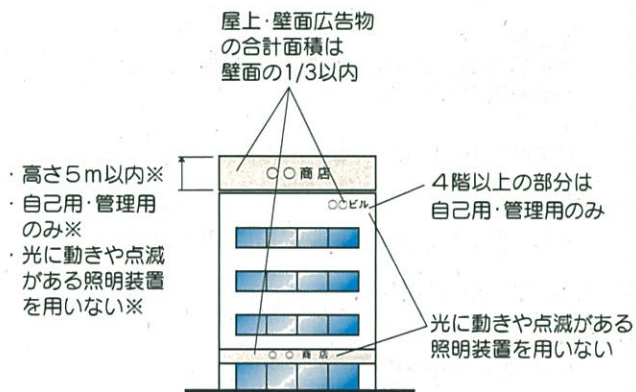 屋上・壁面広告物
の合計面積は
壁面の1/3以内
・高さ5m以内※
・自己用・管理用
のみ※
・光に動きや点滅
がある照明装置
を用いない※
○○商店
○○ビル
4階以上の部分は
自己用・管理用のみ
光に動きや点滅がある
照明装置を用いない
○○商店